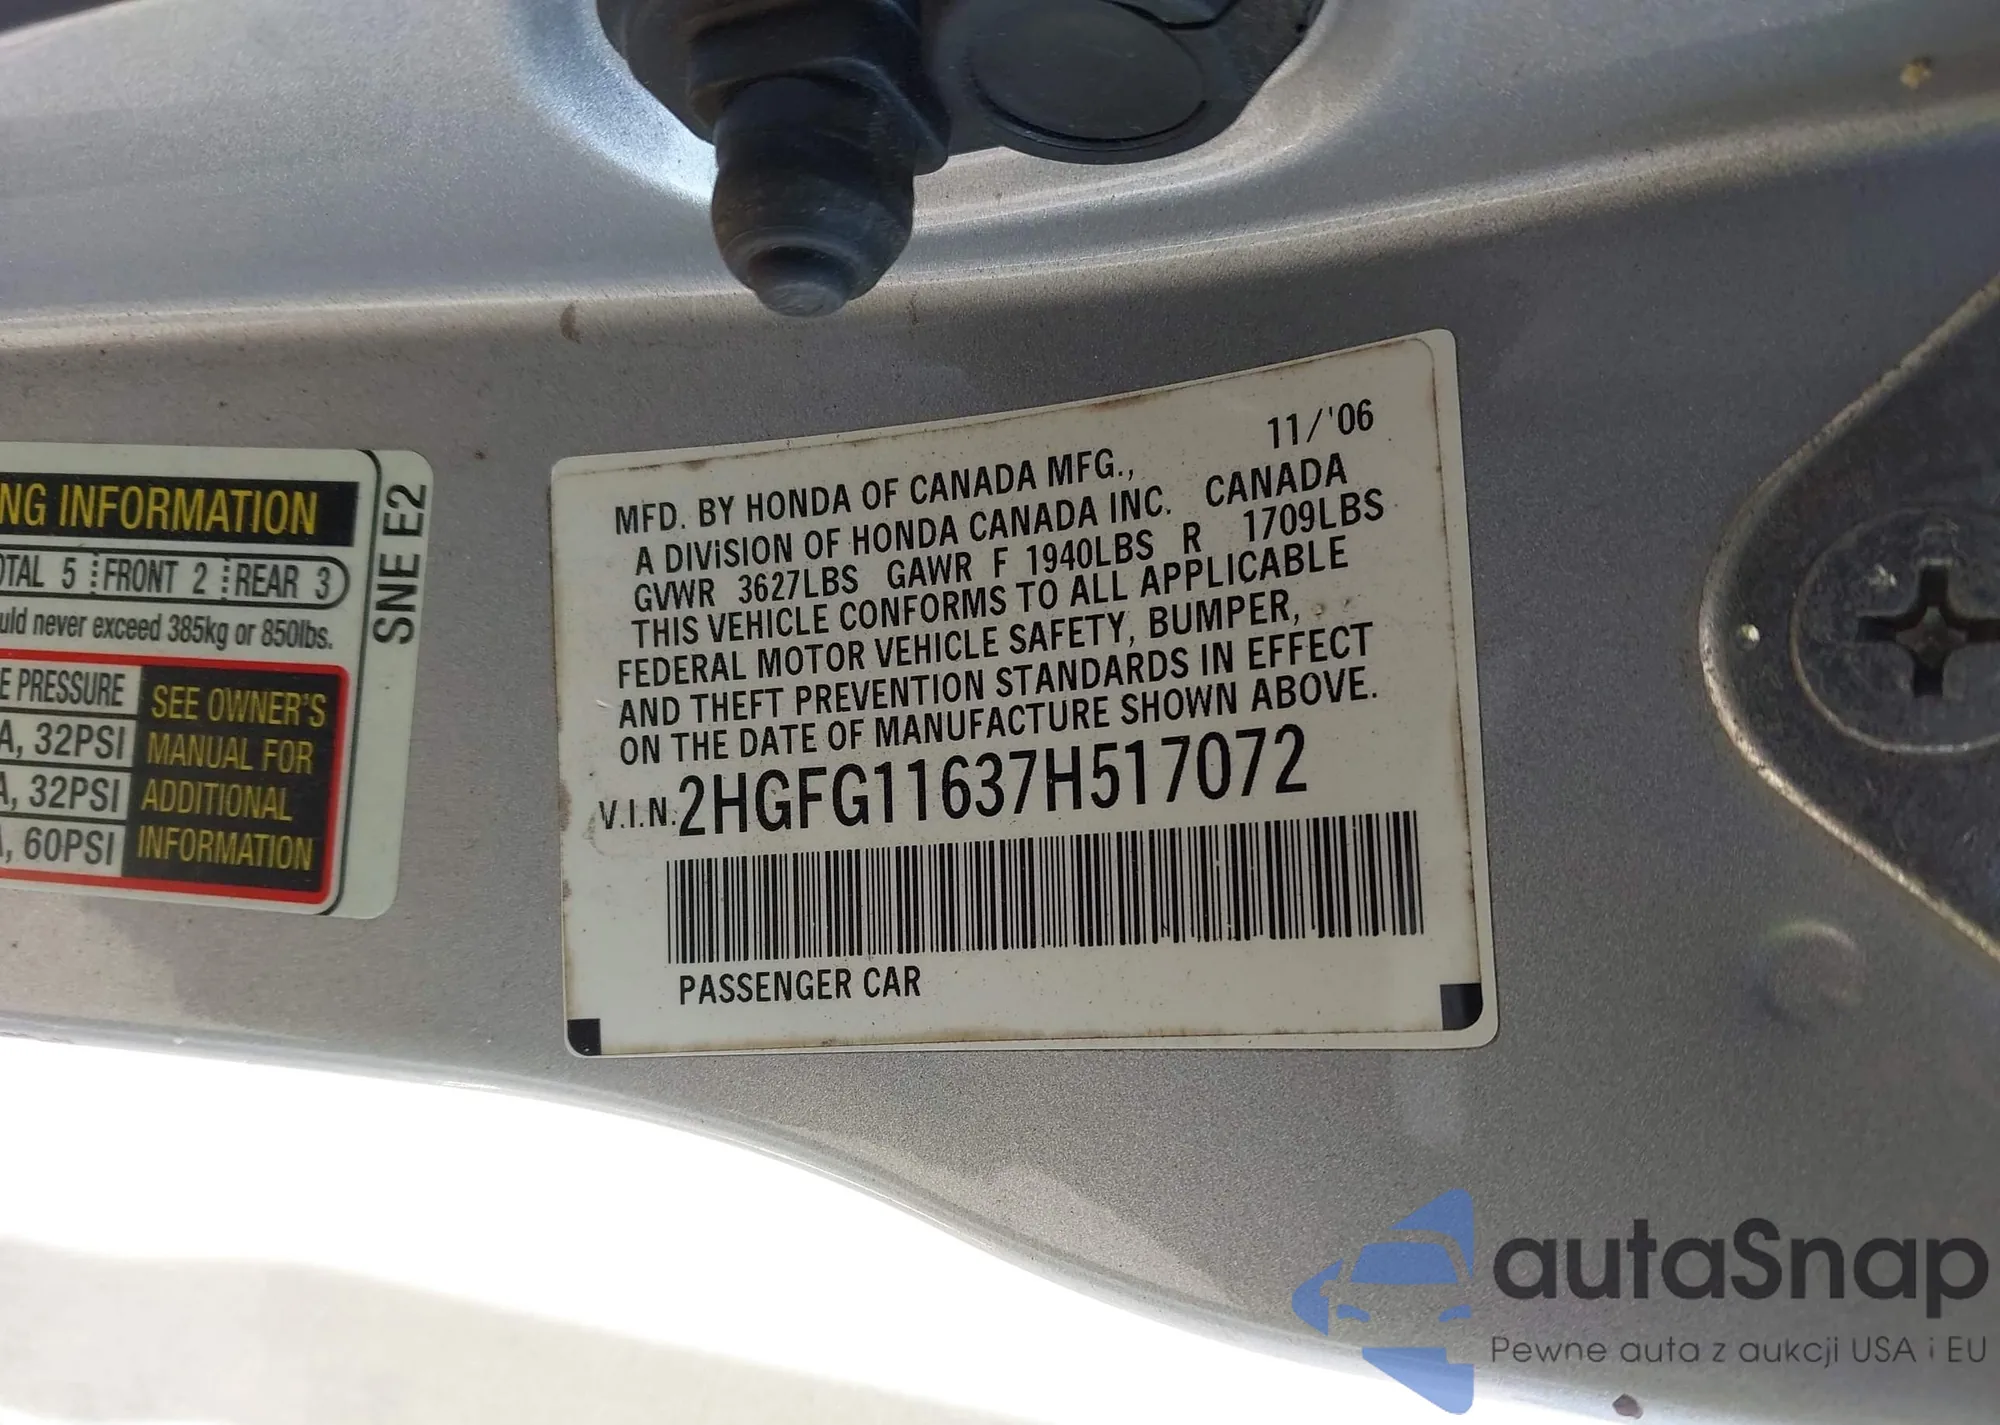 NG INFORMATION
OTAL 5 FRONT 2 REAR 3
uld never exceed 385kg or 850lbs.
E PRESSURE
A, 32PSI
A, 32PSI
A, 60PSI
SEE OWNER'S
MANUAL FOR
ADDITIONAL
INFORMATION
SNE E2
11/'06
MFD. BY HONDA OF CANADA MFG.,
A DIVISION OF HONDA CANADA INC. CANADA
GVWR 3627LBS GAWR F 1940LBS R 1709LBS
THIS VEHICLE CONFORMS TO ALL APPLICABLE
FEDERAL MOTOR VEHICLE SAFETY, BUMPER,
AND THEFT PREVENTION STANDARDS IN EFFECT
ON THE DATE OF MANUFACTURE SHOWN ABOVE.
V.I.N. 2HGFG11637H517072
PASSENGER CAR
autaSnap
Pewne auta z aukcji USA i EU